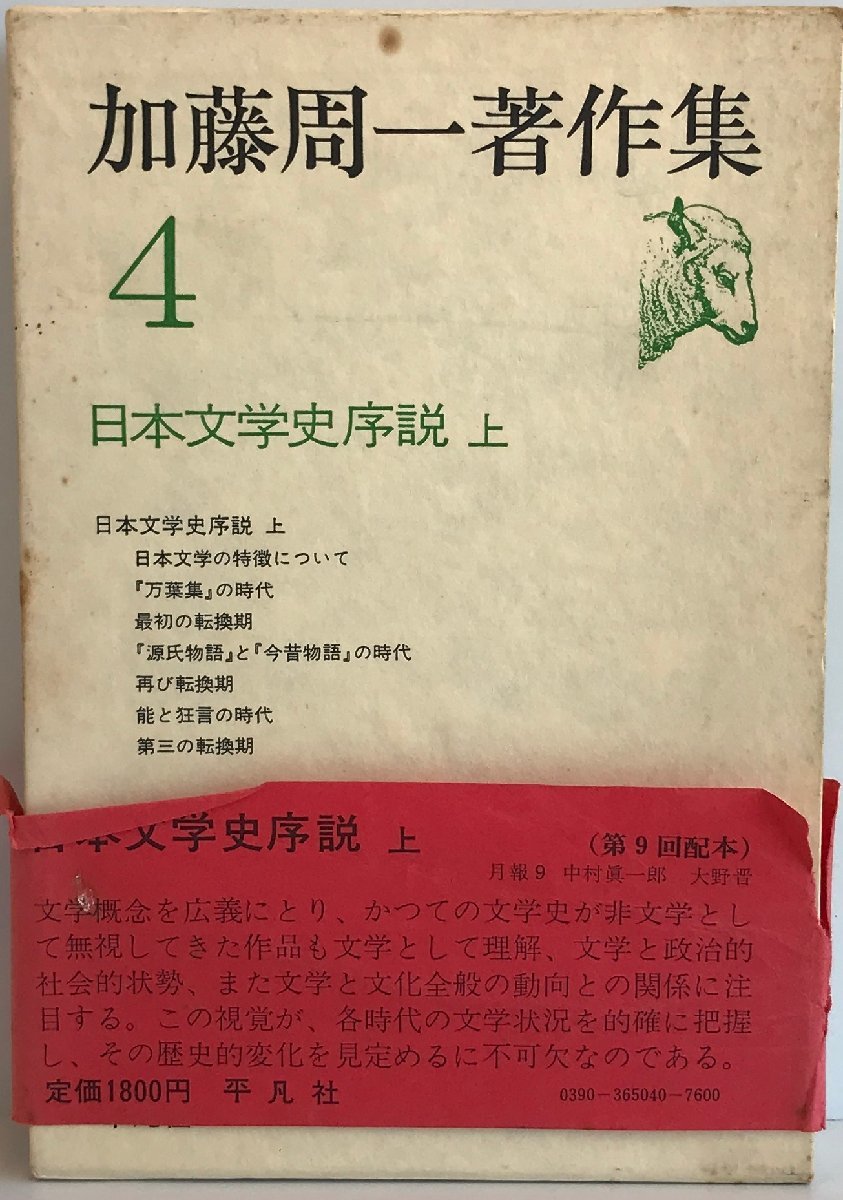 加藤周一著作集
4
日本文学史序説 上
日本文学史序説 上
日本文学の特徴について
『万葉集』の時代
最初の転換期
『源氏物語』と『今昔物語』の時代
再び転換期
能と狂言の時代
第三の転換期
日本文学史序説 上
(第9回配本)
月報9 中村眞一郎 大野晋
文学概念を広義にとり、かつての文学史が非文学とし
て無視してきた作品も文学として理解、文学と政治的
社会的状勢、また文学と文化全般の動向との関係に注
目する。この視覚が、各時代の文学状況を的確に把握
し、その歴史的変化を見定めるに不可欠なのである。
定価1800円 平凡社
0390-365040-7600